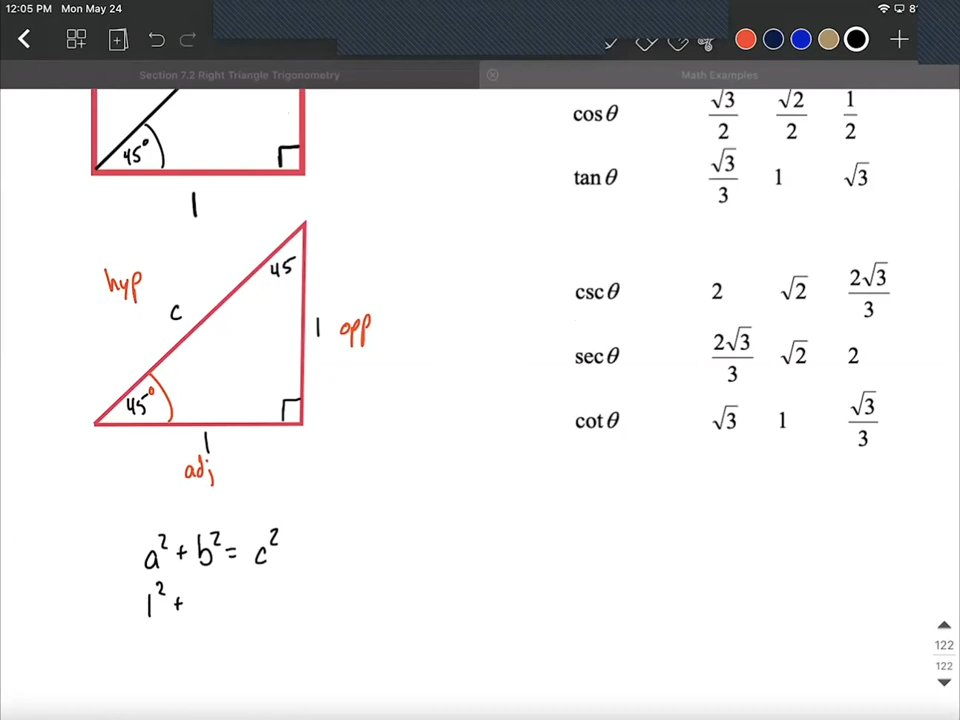 12:05 PM Mon May 24
Section 7.2 Right Triangle Trigonometry
Math Examples
45°
1
hyp
45
c
1 opp
45°
1
adj
a² + b² = c²
1² +
cos θ √3/2 √2/2 1/2
tan θ √3/3 1 √3
csc θ 2 √2 2√3/3
sec θ 2√3/3 √2 2
cot θ √3 1 √3/3
122
122